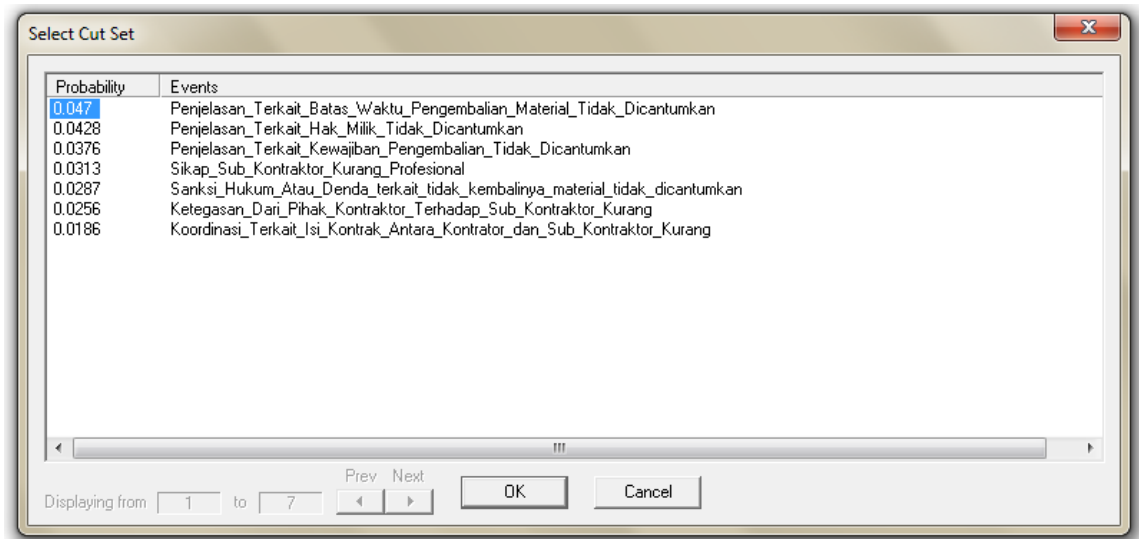 Select Cut Set
Probability Events
0.047 Penjelasan_Terkait_Batas_Waktu_Pengembalian_Material_Tidak_Dicantumkan
0.0428 Penjelasan_Terkait_Hak_Milik_Tidak_Dicantumkan
0.0376 Penjelasan_Terkait_Kewajiban_Pengembalian_Tidak_Dicantumkan
0.0313 Sikap_Sub_Kontraktor_Kurang_Profesional
0.0287 Sanksi_Hukum_Atau_Denda_terkait_tidak_kembalinya_material_tidak_dicantumkan
0.0256 Ketegasan_Dari_Pihak_Kontraktor_Terhadap_Sub_Kontraktor_Kurang
0.0186 Koordinasi_Terkait_Isi_Kontrak_Antara_Kontrator_dan_Sub_Kontraktor_Kurang
Prev Next
Displaying from 1 to 7 OK Cancel